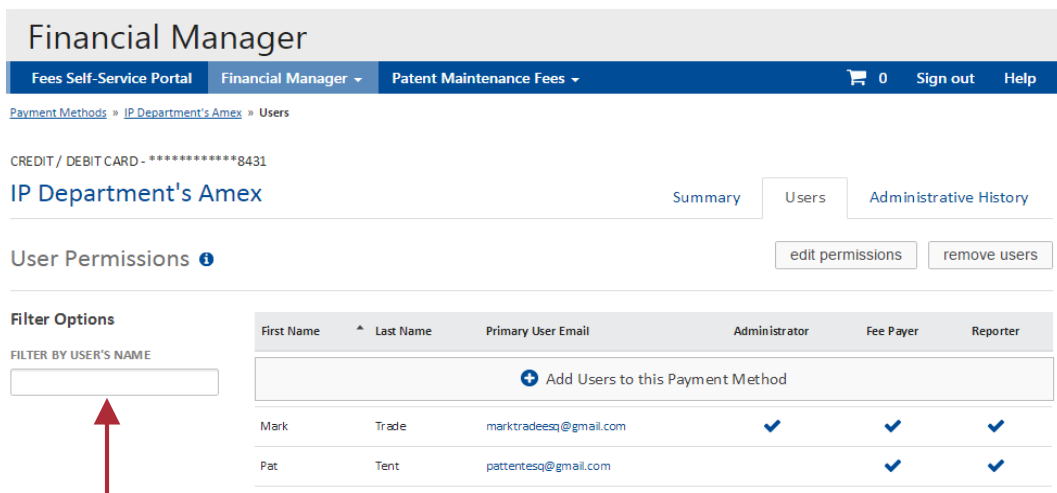 Financial Manager
Fees Self-Service Portal Financial Manager Patent Maintenance Fees 0 Sign out Help
Payment Methods » IP Department's Amex » Users
CREDIT / DEBIT CARD - ************8431
IP Department's Amex
Summary Users Administrative History
User Permissions
edit permissions remove users
Filter Options
FILTER BY USER'S NAME
First Name Last Name Primary User Email Administrator Fee Payer Reporter
Add Users to this Payment Method
Mark Trade marktradeesq@gmail.com
Pat Tent pattentesq@gmail.com